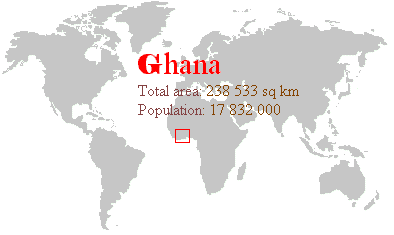 Ghana
Total area: 238 533 sq km
Population: 17 832 000